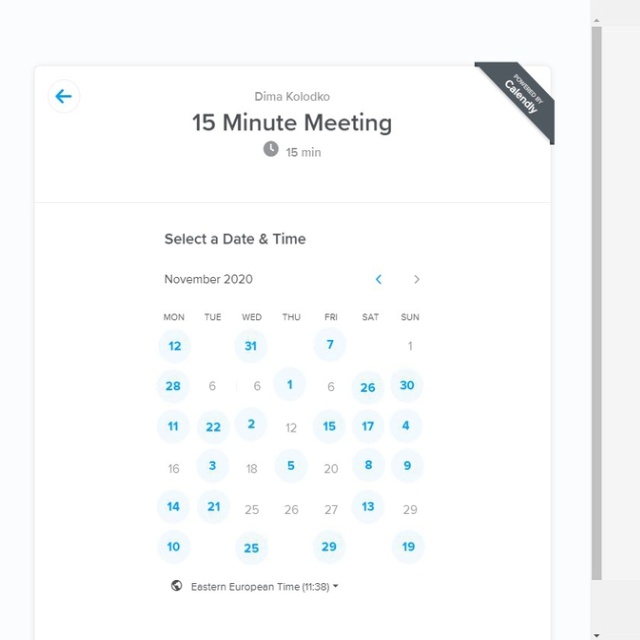 POWERED BY
Calendly
Dima Kolodko
15 Minute Meeting
15 min
Select a Date & Time
November 2020
MON TUE WED THU FRI SAT SUN
12 31 7 1
28 6 6 1 6 26 30
11 22 2 12 15 17 4
16 3 18 5 20 8 9
14 21 25 26 27 13 29
10 25 29 19
Eastern European Time (11:38)